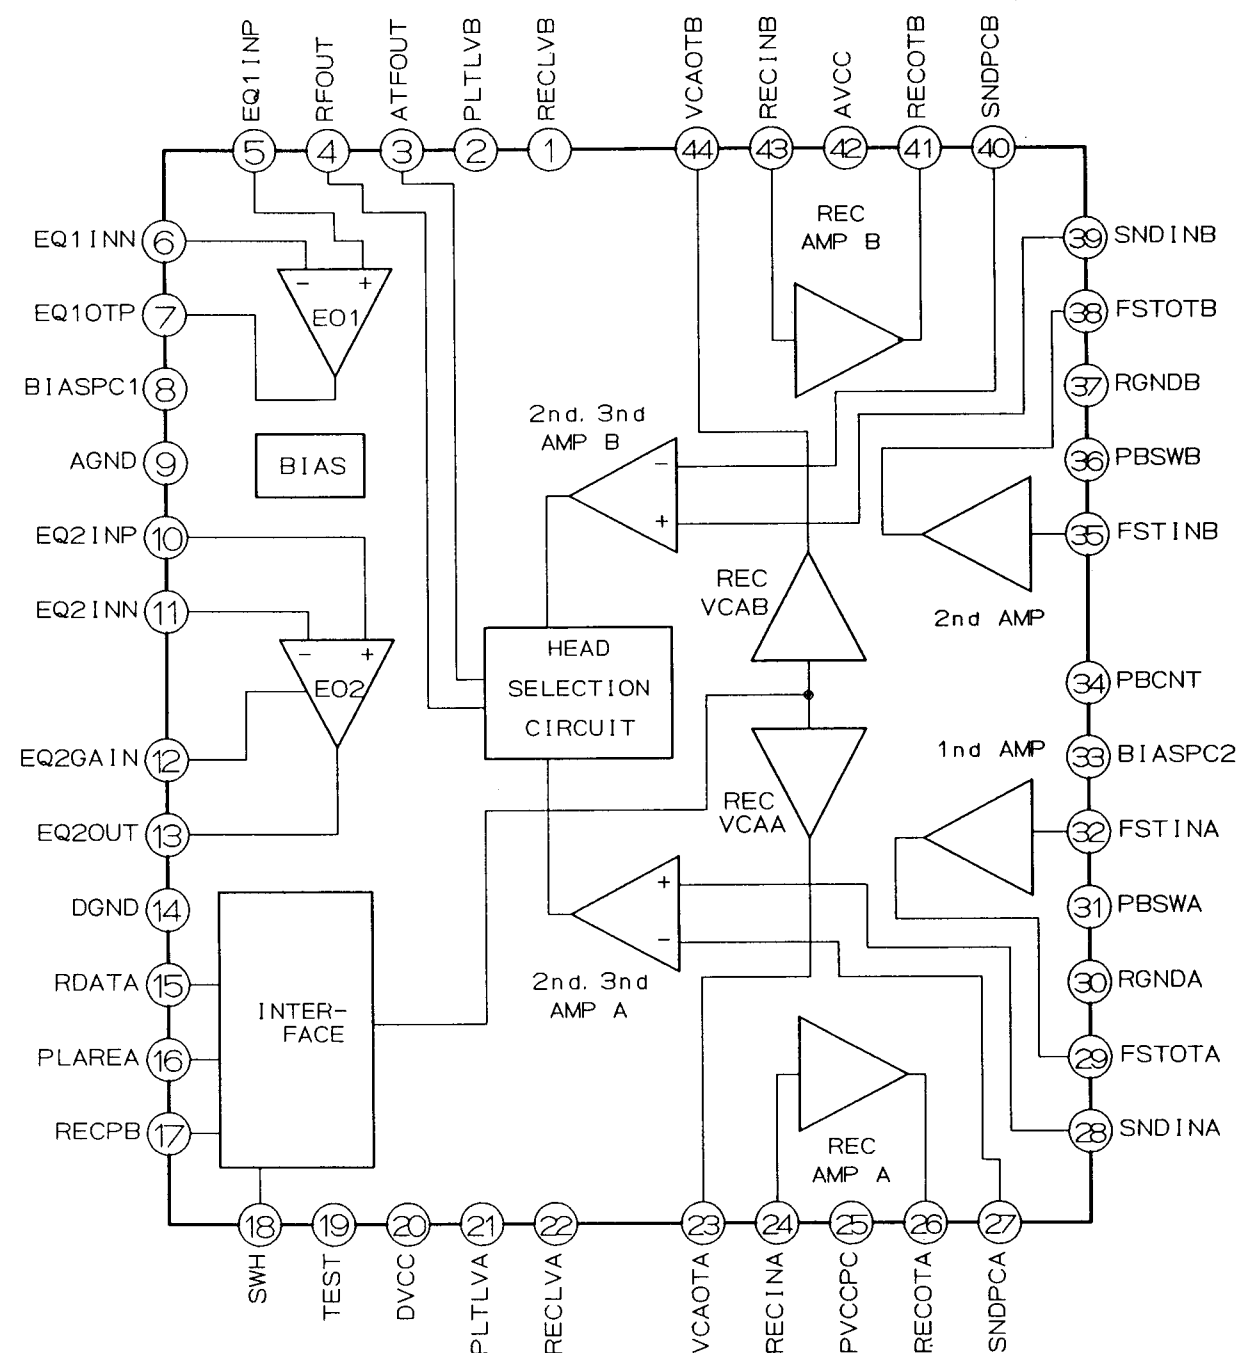 EQ1INP
RFOUT
ATFOUT
PLTLVB
RECLVB
VCAOTB
RECINB
AVCC
RECOTB
SNDPCB
5
4
3
2
1
44
43
42
41
40
EQ1INN 6
EQ1OTP 7
BIASPC1 8
AGND 9
EQ2INP 10
EQ2INN 11
EQ2GAIN 12
EQ2OUT 13
DGND 14
RDATA 15
PLAREA 16
RECPB 17
39 SNDINB
38 FSTOTB
37 RGNDB
36 PBSWB
35 FSTINB
34 PBCNT
33 BIASPC2
32 FSTINA
31 PBSWA
30 RGNDA
29 FSTOTA
28 SNDINA
- +
EO1
BIAS
- +
EO2
REC
AMP B
2nd. 3nd
AMP B
-
+
REC
VCAB
2nd AMP
HEAD
SELECTION
CIRCUIT
REC
VCAA
1nd AMP
+
-
2nd. 3nd
AMP A
INTER-
FACE
REC
AMP A
18
19
20
21
22
23
24
25
26
27
SWH
TEST
DVCC
PLTLVA
RECLVA
VCAOTA
RECINA
PVCCPC
RECOTA
SNDPCA